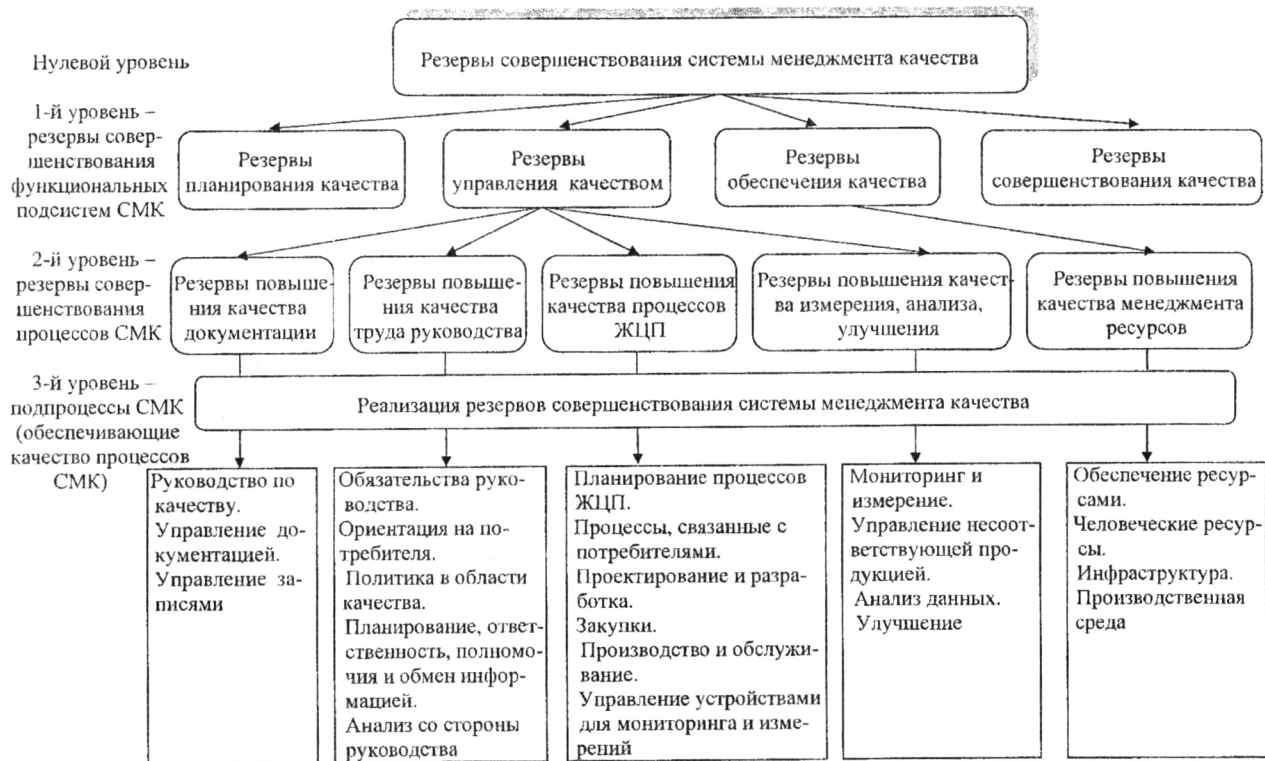 Нулевой уровень
Резервы совершенствования системы менеджмента качества
1-й уровень –
резервы совер-
шенствования
функциональных
подсистем СМК
Резервы
планирования качества
Резервы
управления качеством
Резервы
обеспечения качества
Резервы
совершенствования качества
2-й уровень –
резервы совер-
шенствования
процессов СМК
Резервы повыше-
ния качества
документации
Резервы повыше-
ния качества
труда руководства
Резервы повышения
качества процессов
ЖЦП
Резервы повышения качест-
ва измерения, анализа,
улучшения
Резервы повышения
качества менеджмента
ресурсов
3-й уровень –
подпроцессы СМК
(обеспечивающие
качество процессов
СМК)
Реализация резервов совершенствования системы менеджмента качества
Руководство по
качеству.
Управление до-
кументацией.
Управление за-
писями
Обязательства руко-
водства.
Ориентация на по-
требителя.
Политика в области
качества.
Планирование, ответ-
ственность, полномо-
чия и обмен инфор-
мацией.
Анализ со стороны
руководства
Планирование процессов
ЖЦП.
Процессы, связанные с
потребителями.
Проектирование и разра-
ботка.
Закупки.
Производство и обслужи-
вание.
Управление устройствами
для мониторинга и изме-
рений
Мониторинг и
измерение.
Управление несоот-
ветствующей про-
дукцией.
Анализ данных.
Улучшение
Обеспечение ресур-
сами.
Человеческие ресур-
сы.
Инфраструктура.
Производственная
среда